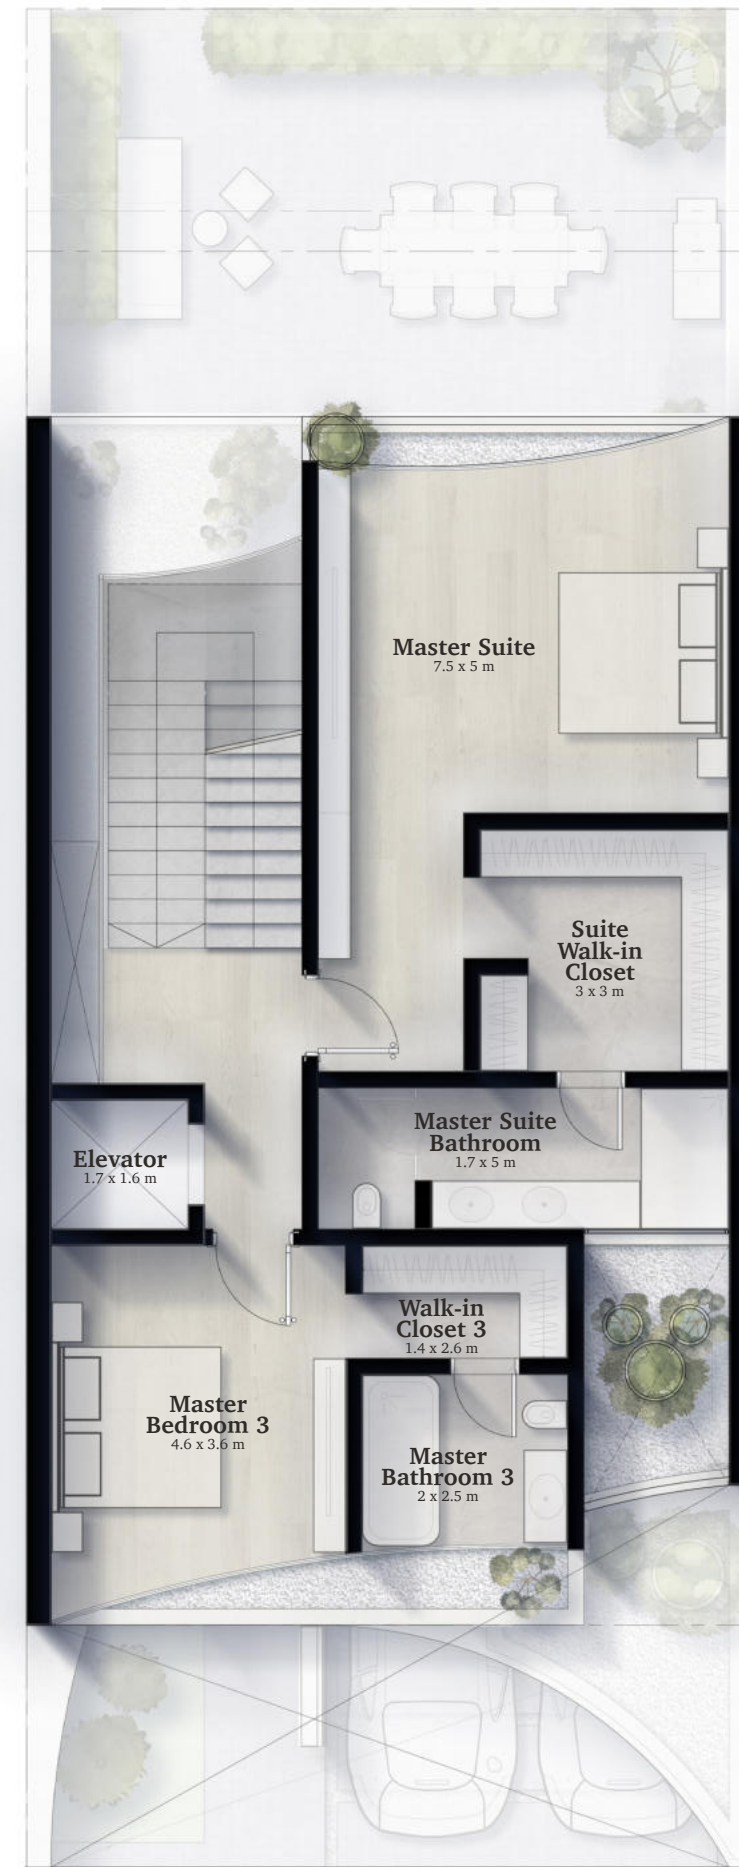 Master Suite
7.5 x 5 m
Suite
Walk-in
Closet
3 x 3 m
Master Suite
Bathroom
1.7 x 5 m
Elevator
1.7 x 1.6 m
Walk-in
Closet 3
1.4 x 2.6 m
Master
Bedroom 3
4.6 x 3.6 m
Master
Bathroom 3
2 x 2.5 m